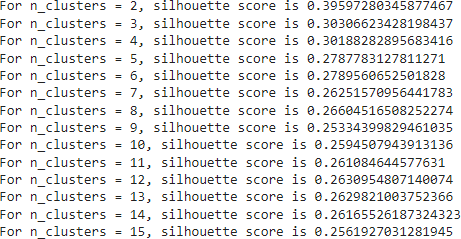 For n_clusters = 2, silhouette score is 0.39597280345877467
For n_clusters = 3, silhouette score is 0.30306623428198437
For n_clusters = 4, silhouette score is 0.30188282895683416
For n_clusters = 5, silhouette score is 0.2787783127811271
For n_clusters = 6, silhouette score is 0.2789560652501828
For n_clusters = 7, silhouette score is 0.26251570956441783
For n_clusters = 8, silhouette score is 0.26604516508252274
For n_clusters = 9, silhouette score is 0.25334399829461035
For n_clusters = 10, silhouette score is 0.2594507943913136
For n_clusters = 11, silhouette score is 0.261084644577631
For n_clusters = 12, silhouette score is 0.2630954807140074
For n_clusters = 13, silhouette score is 0.2629821003752366
For n_clusters = 14, silhouette score is 0.26165526187324323
For n_clusters = 15, silhouette score is 0.2561927031281945